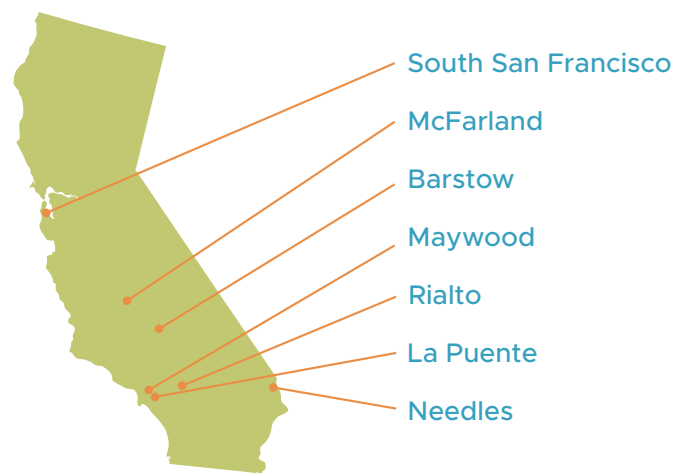 South San Francisco
McFarland
Barstow
Maywood
Rialto
La Puente
Needles